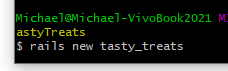 Michael@Michael-VivoBook2021 M
astyTreats
$ rails new tasty_treats